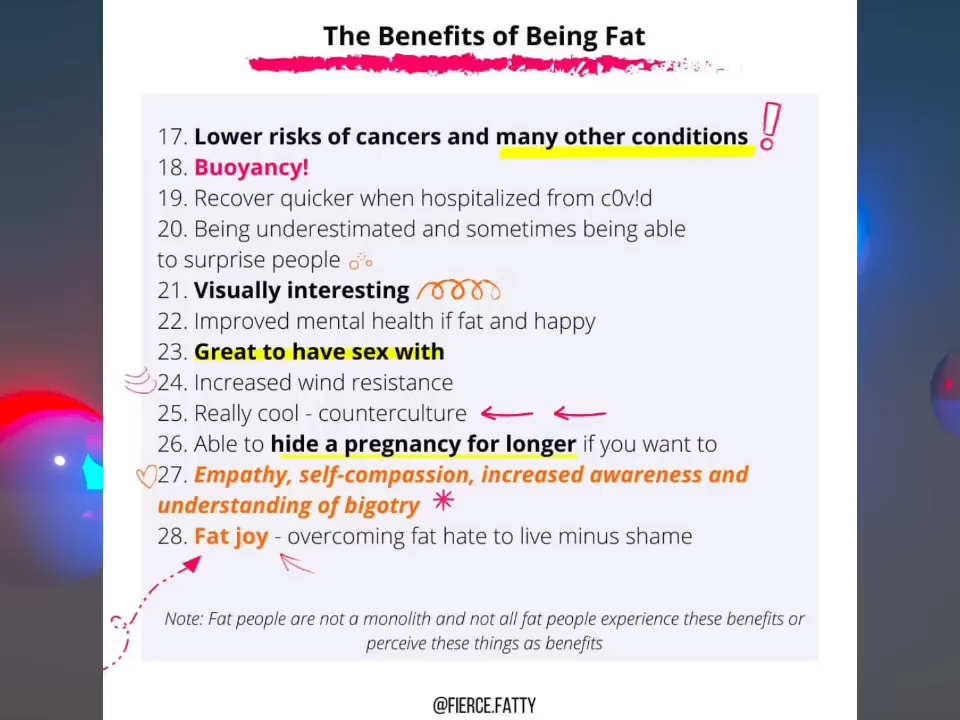 The Benefits of Being Fat
17. Lower risks of cancers and many other conditions
18. Buoyancy!
19. Recover quicker when hospitalized from c0v!d
20. Being underestimated and sometimes being able
to surprise people
21. Visually interesting
22. Improved mental health if fat and happy
23. Great to have sex with
24. Increased wind resistance
25. Really cool - counterculture
26. Able to hide a pregnancy for longer if you want to
27. Empathy, self-compassion, increased awareness and
understanding of bigotry
28. Fat joy - overcoming fat hate to live minus shame
Note: Fat people are not a monolith and not all fat people experience these benefits or
perceive these things as benefits
@FIERCE.FATTY